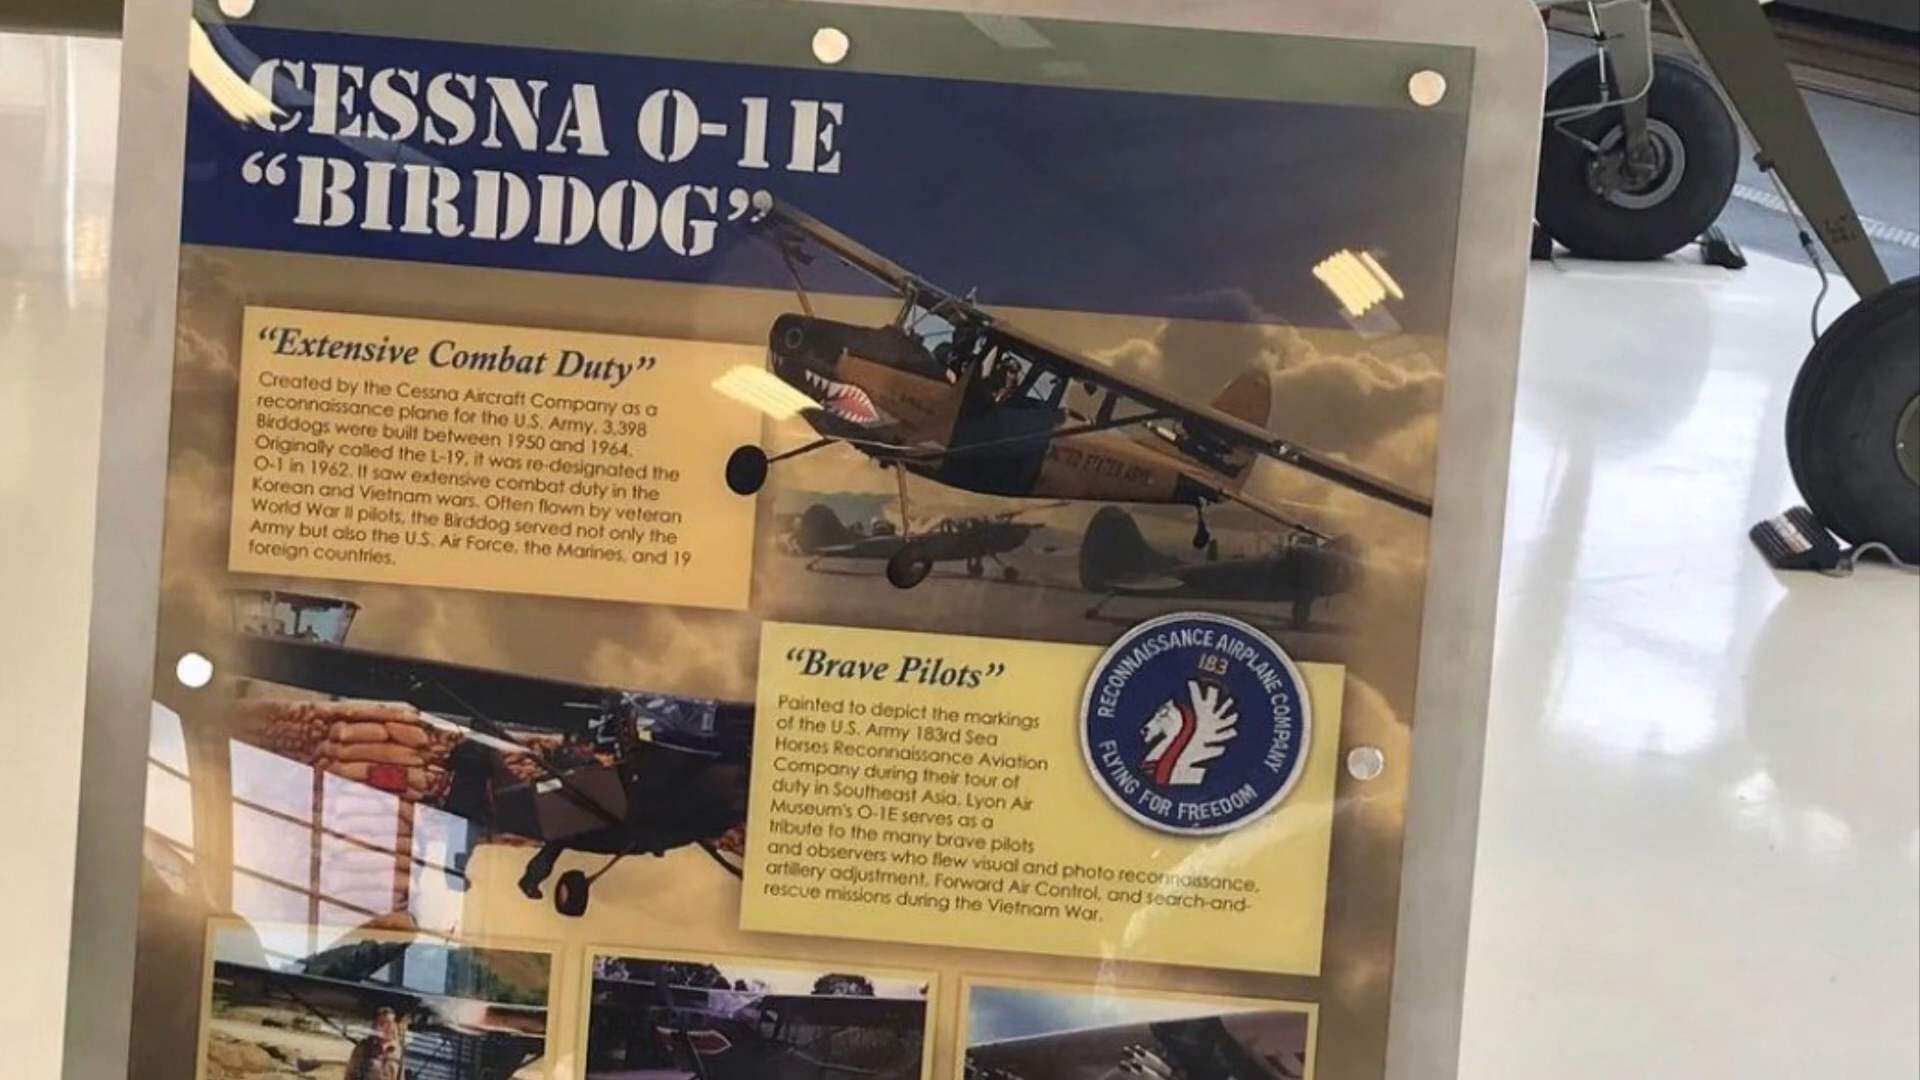 CESSNA O-1E
“BIRDDOG”
“Extensive Combat Duty”
Created by the Cessna Aircraft Company as a
reconnaissance plane for the U.S. Army, 3,398
Birddogs were built between 1950 and 1964.
Originally called the L-19, it was re-designated the
O-1 in 1962. It saw extensive combat duty in the
Korean and Vietnam wars. Often flown by veteran
World War II pilots, the Birddog served not only the
Army but also the U.S. Air Force, the Marines, and 19
foreign countries.
“Brave Pilots”
Painted to depict the markings
of the U.S. Army 183rd Sea
Horses Reconnaissance Aviation
Company during their tour of
duty in Southeast Asia, Lyon Air
Museum's O-1E serves as a
tribute to the many brave pilots
and observers who flew visual and photo reconnaissance,
artillery adjustment, Forward Air Control, and search-and-
rescue missions during the Vietnam War.
RECONNAISSANCE AIRPLANE COMPANY
183
FLYING FOR FREEDOM